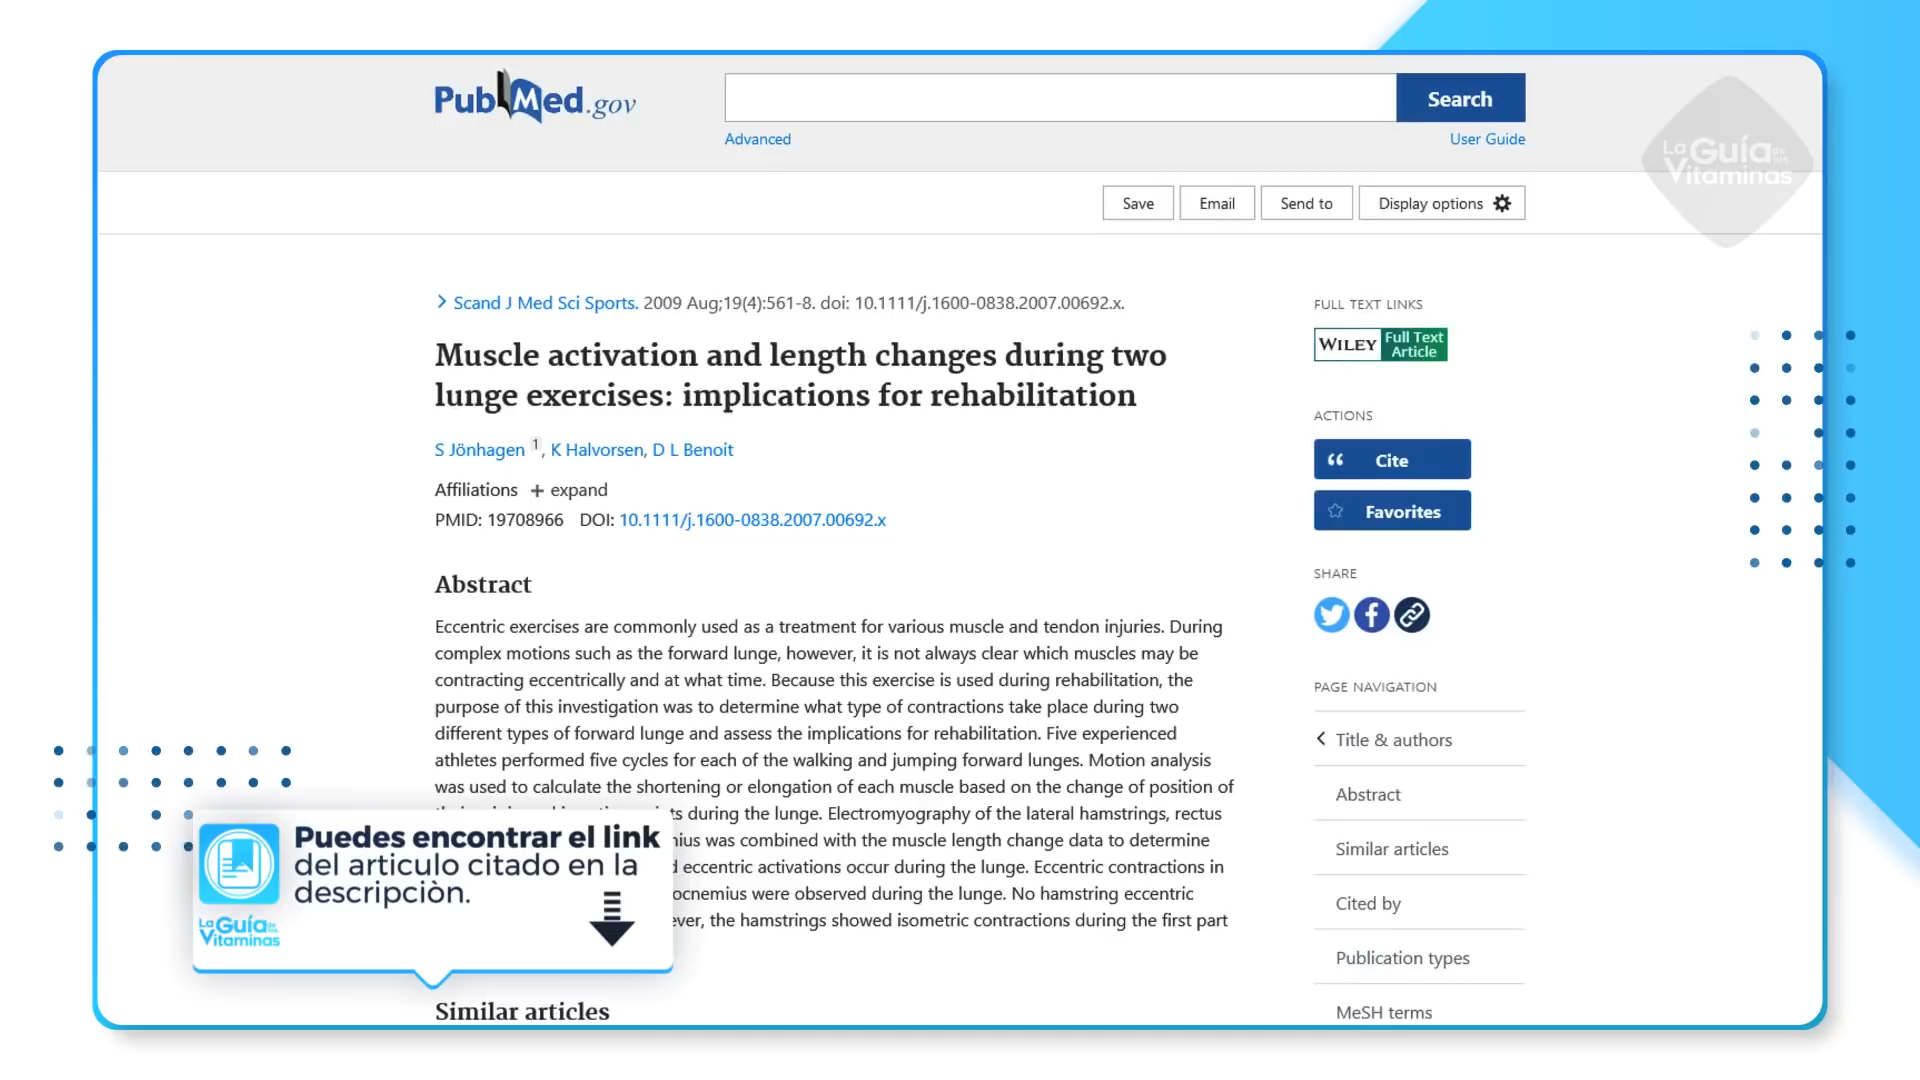 PubMed.gov
Search
Advanced
User Guide
La Guía de las Vitaminas
Save
Email
Send to
Display options
Scand J Med Sci Sports. 2009 Aug;19(4):561-8. doi: 10.1111/j.1600-0838.2007.00692.x.
Muscle activation and length changes during two
lunge exercises: implications for rehabilitation
S Jönhagen 1, K Halvorsen, D L Benoit
Affiliations + expand
PMID: 19708966 DOI: 10.1111/j.1600-0838.2007.00692.x
Abstract
Eccentric exercises are commonly used as a treatment for various muscle and tendon injuries. During
complex motions such as the forward lunge, however, it is not always clear which muscles may be
contracting eccentrically and at what time. Because this exercise is used during rehabilitation, the
purpose of this investigation was to determine what type of contractions take place during two
different types of forward lunge and assess the implications for rehabilitation. Five experienced
athletes performed five cycles for each of the walking and jumping forward lunges. Motion analysis
was used to calculate the shortening or elongation of each muscle based on the change of position of
during the lunge. Electromyography of the lateral hamstrings, rectus
was combined with the muscle length change data to determine
eccentric activations occur during the lunge. Eccentric contractions in
were observed during the lunge. No hamstring eccentric
the hamstrings showed isometric contractions during the first part
Similar articles
FULL TEXT LINKS
WILEY Full Text
Article
ACTIONS
Cite
Favorites
SHARE
PAGE NAVIGATION
Title & authors
Abstract
Similar articles
Cited by
Publication types
MeSH terms
Puedes encontrar el link
del articulo citado en la
descripciòn.
La Guía de las
Vitaminas